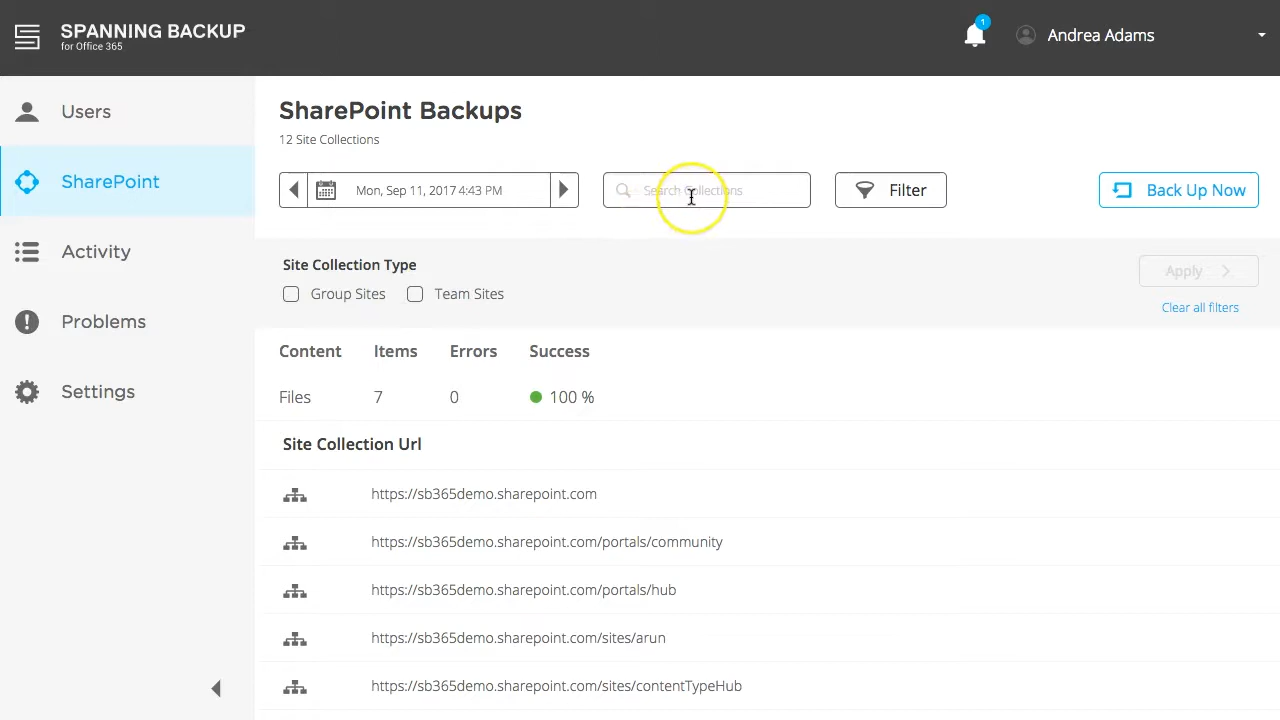 SPANNING BACKUP
for Office 365
1
Andrea Adams
Users
SharePoint
Activity
Problems
Settings
SharePoint Backups
12 Site Collections
Mon, Sep 11, 2017 4:43 PM
Search Collections
Filter
Back Up Now
Site Collection Type
Group Sites Team Sites
Apply
Clear all filters
Content Items Errors Success
Files 7 0 100 %
Site Collection Url
https://sb365demo.sharepoint.com
https://sb365demo.sharepoint.com/portals/community
https://sb365demo.sharepoint.com/portals/hub
https://sb365demo.sharepoint.com/sites/arun
https://sb365demo.sharepoint.com/sites/contentTypeHub